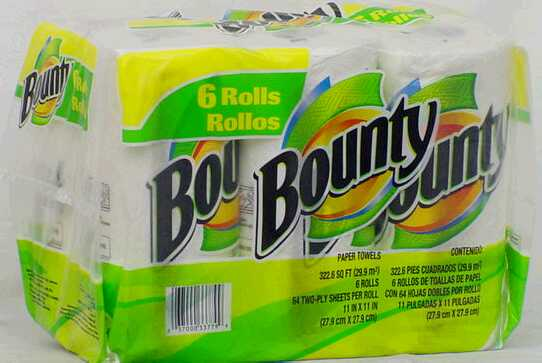 Bounty
6 Rolls
Rollos
Bounty
Bounty
Bounty
PAPER TOWELS
322.6 SQ FT (29.9 m²)
6 ROLLS
64 TWO-PLY SHEETS PER ROLL
11 IN X 11 IN
(27.9 cm X 27.9 cm)
CONTENIDO:
322.6 PIES CUADRADOS (29.9 m²)
6 ROLLOS DE TOALLAS DE PAPEL
CON 64 HOJAS DOBLES POR ROLLO
11 PULGADAS X 11 PULGADAS
(27.9 cm X 27.9 cm)